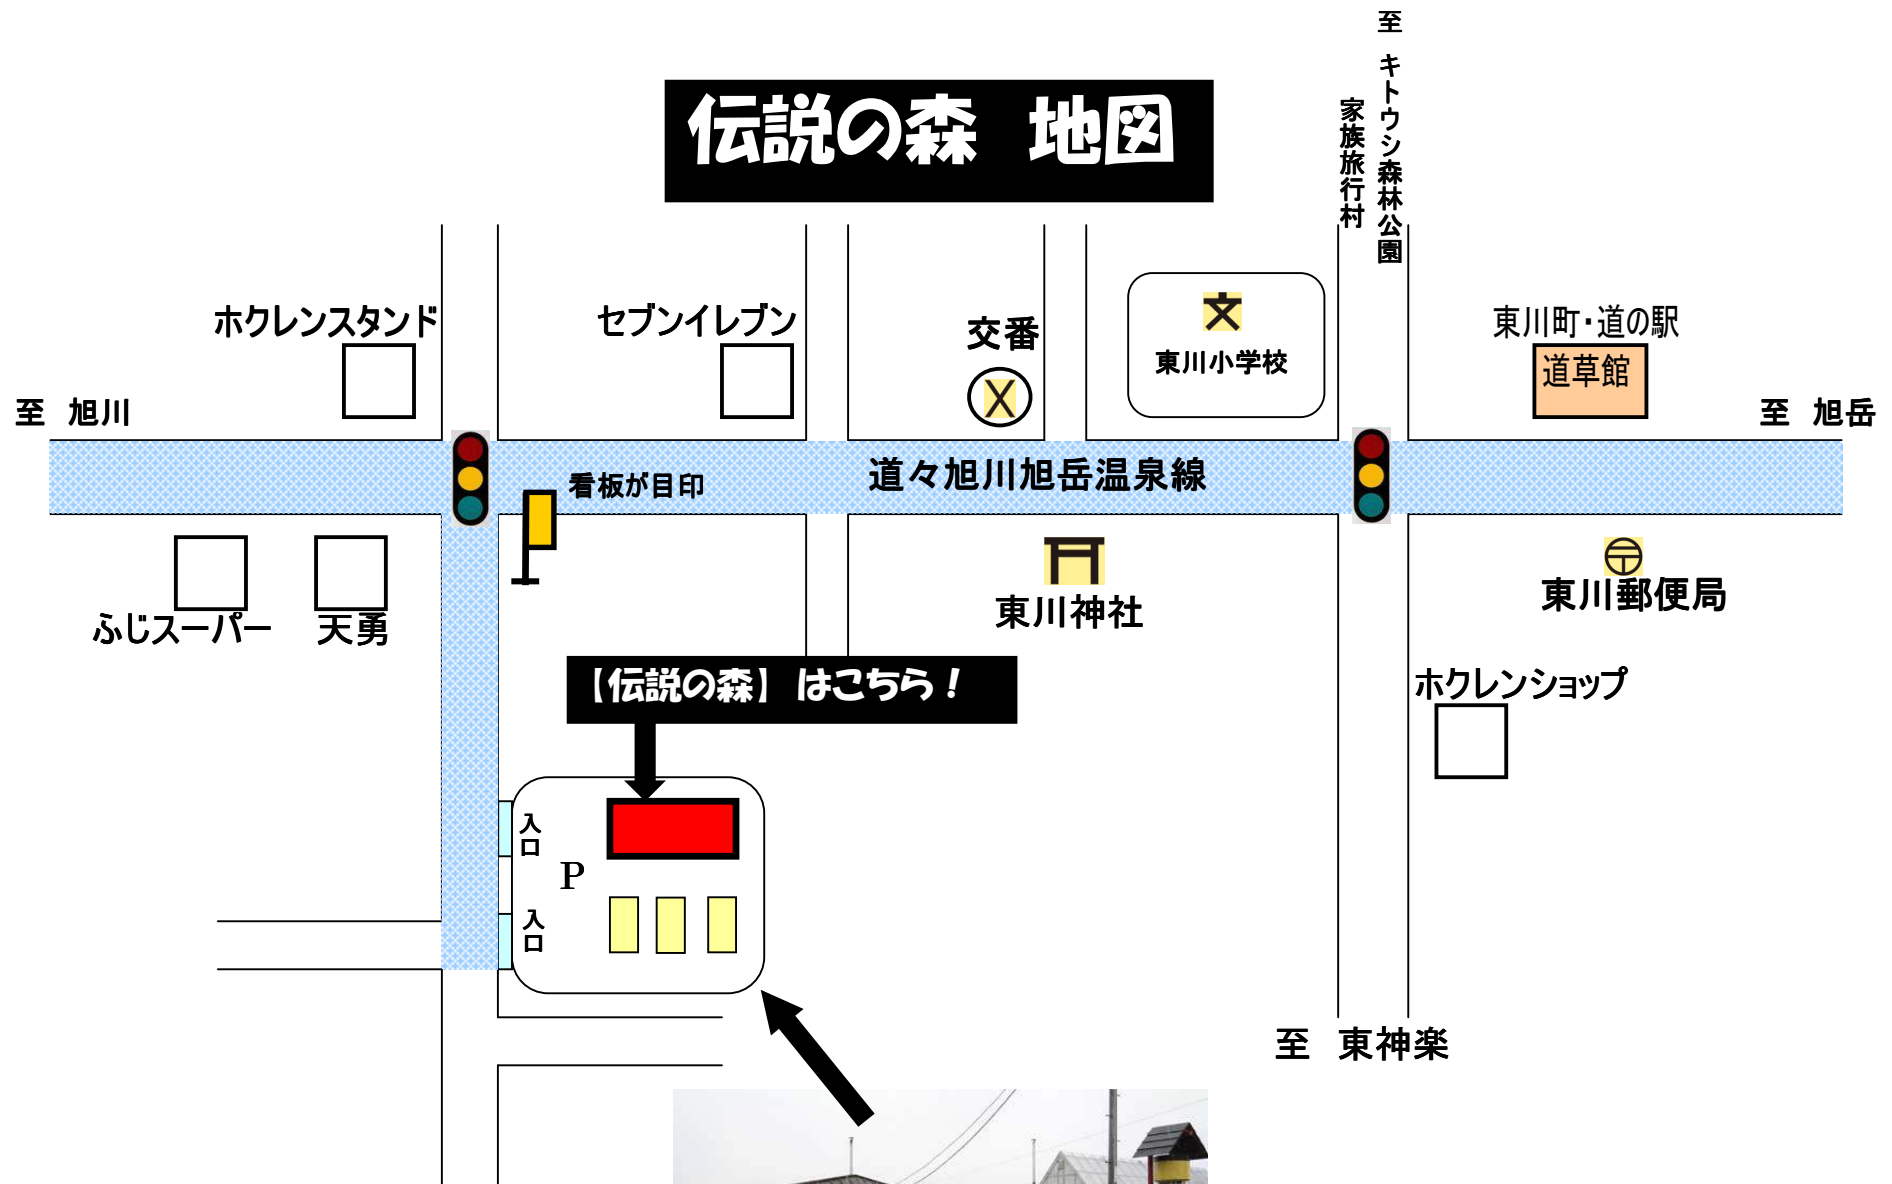 伝説の森　地図
至　キトウシ森林公園
家族旅行村
ホクレンスタンド
セブンイレブン
交番
文
東川小学校
東川町・道の駅
道草館
至　旭川
至　旭岳
看板が目印
道々旭川旭岳温泉線
ふじスーパー
天勇
東川神社
東川郵便局
【伝説の森】 はこちら！
ホクレンショップ
入口
P
入口
至　東神楽